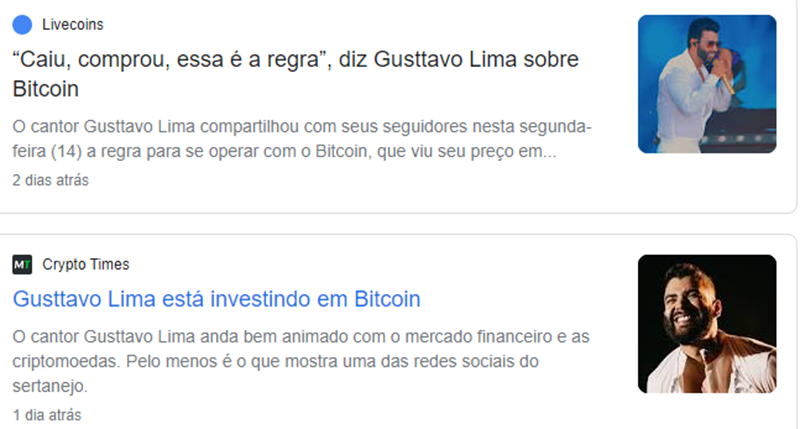 Livecoins
“Caiu, comprou, essa é a regra”, diz Gusttavo Lima sobre
Bitcoin
O cantor Gusttavo Lima compartilhou com seus seguidores nesta segunda-
feira (14) a regra para se operar com o Bitcoin, que viu seu preço em...
2 dias atrás
MT Crypto Times
Gusttavo Lima está investindo em Bitcoin
O cantor Gusttavo Lima anda bem animado com o mercado financeiro e as
criptomoedas. Pelo menos é o que mostra uma das redes sociais do
sertanejo.
1 dia atrás